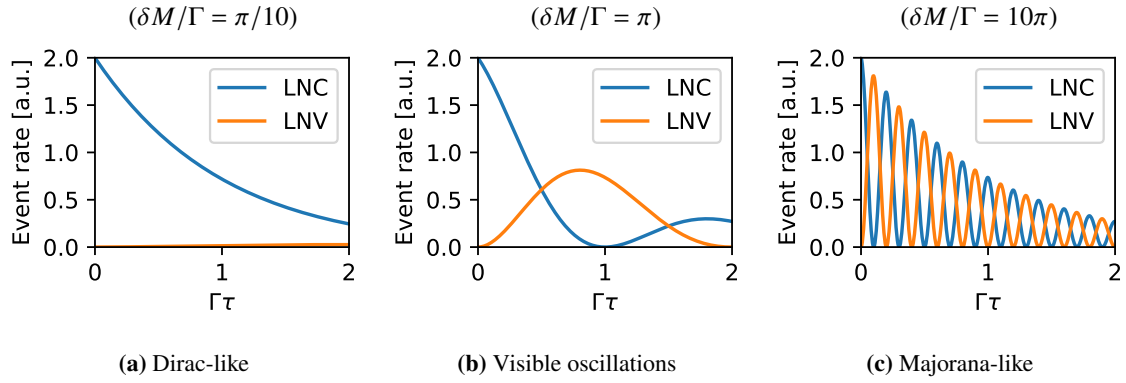 (δM/Γ = π/10)
2.0
1.5
1.0
0.5
0.0
Event rate [a.u.]
LNC
LNV
0
1
2
Γτ
(a) Dirac-like
(δM/Γ = π)
2.0
1.5
1.0
0.5
0.0
Event rate [a.u.]
LNC
LNV
0
1
2
Γτ
(b) Visible oscillations
(δM/Γ = 10π)
2.0
1.5
1.0
0.5
0.0
Event rate [a.u.]
LNC
LNV
0
1
2
Γτ
(c) Majorana-like